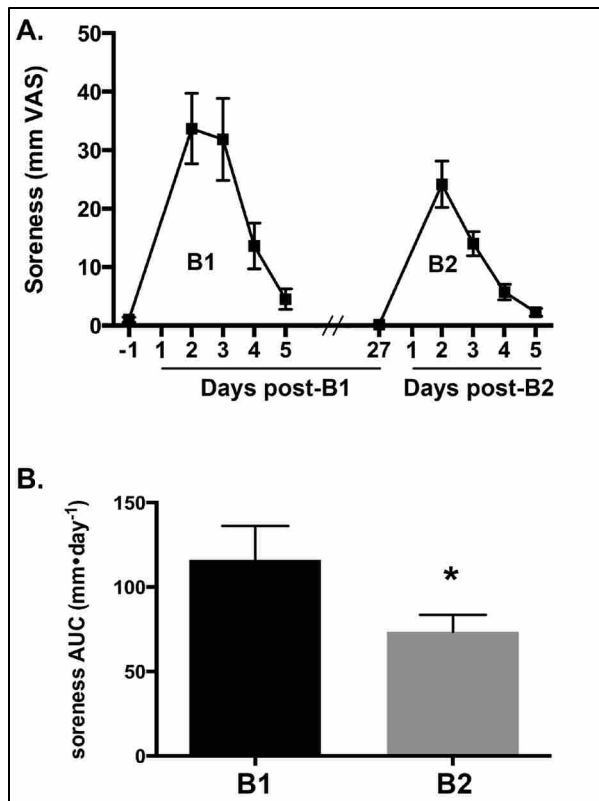 A.
Soreness (mm VAS)
50
40
30
20
10
0
B1
B2
-1 1 2 3 4 5 27 1 2 3 4 5
Days post-B1 Days post-B2
B.
soreness AUC (mm•day-1)
150
100
50
0
*
B1 B2